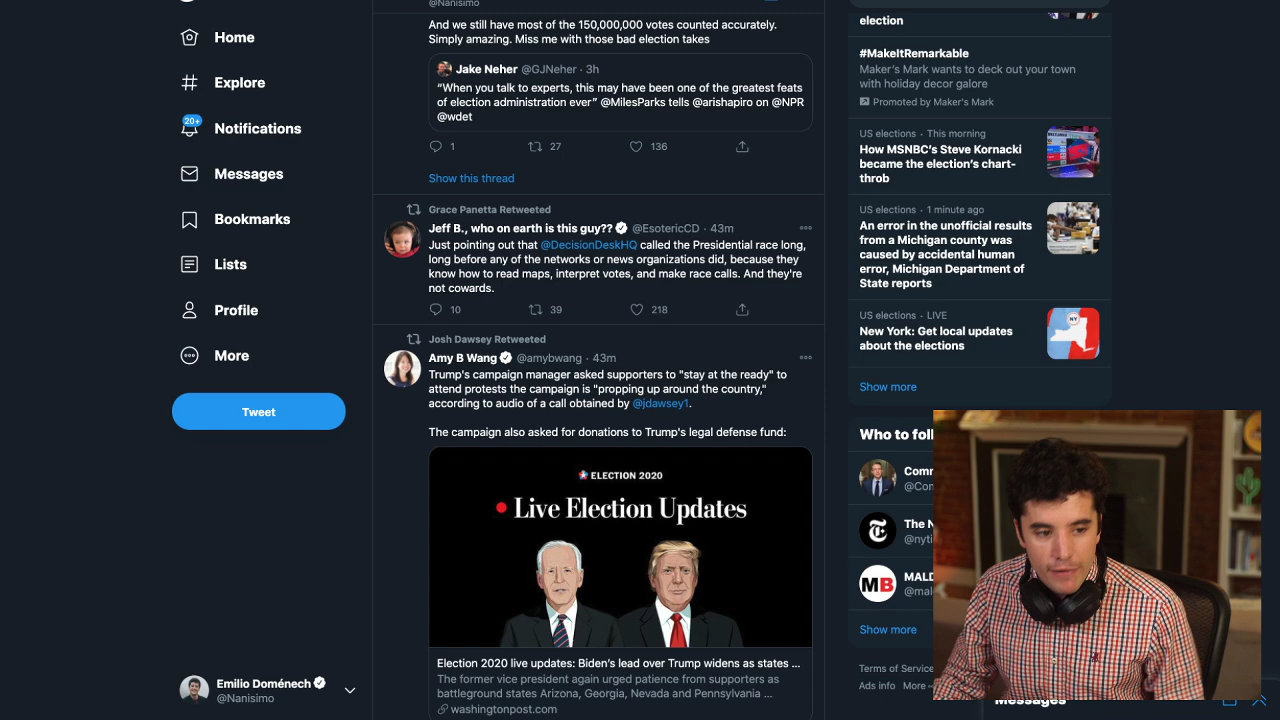 @Nanisimo
Home
Explore
20+
Notifications
Messages
Bookmarks
Lists
Profile
More
Tweet
Emilio Doménech
@Nanisimo
And we still have most of the 150,000,000 votes counted accurately.
Simply amazing. Miss me with those bad election takes
Jake Neher @GJNeher · 3h
“When you talk to experts, this may have been one of the greatest feats
of election administration ever” @MilesParks tells @arishapiro on @NPR
@wdet
1 27 136
Show this thread
Grace Panetta Retweeted
Jeff B., who on earth is this guy?? @EsotericCD · 43m
Just pointing out that @DecisionDeskHQ called the Presidential race long,
long before any of the networks or news organizations did, because they
know how to read maps, interpret votes, and make race calls. And they're
not cowards.
10 39 218
Josh Dawsey Retweeted
Amy B Wang @amybwang · 43m
Trump's campaign manager asked supporters to "stay at the ready" to
attend protests the campaign is "propping up around the country,"
according to audio of a call obtained by @jdawsey1.
The campaign also asked for donations to Trump's legal defense fund:
ELECTION 2020
Live Election Updates
Election 2020 live updates: Biden’s lead over Trump widens as states ...
The former vice president again urged patience from supporters as
battleground states Arizona, Georgia, Nevada and Pennsylvania ...
washingtonpost.com
election
#MakeItRemarkable
Maker's Mark wants to deck out your town
with holiday decor galore
Promoted by Maker's Mark
US elections · This morning
How MSNBC’s Steve Kornacki
became the election’s chart-
throb
US elections · 1 minute ago
An error in the unofficial results
from a Michigan county was
caused by accidental human
error, Michigan Department of
State reports
US elections · LIVE
New York: Get local updates
about the elections
NY
Show more
Who to foll
Comm
@Con
The N
@nyti
MB
MALD
@mal
Show more
Terms of Service
Ads info More
Messages